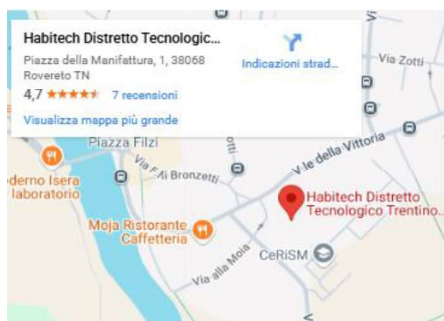 Habitech Distretto Tecnologic...
Piazza della Manifattura, 1, 38068
Rovereto TN
Indicazioni strad...
4,7
7 recensioni
Visualizza mappa più grande
Via Zotti
Piazza Filzi
V.le della Vittoria
Via F.lli Bronzetti
oderno Isera
laboratorio
Habitech Distretto
Tecnologico Trentino...
Moja Ristorante
Caffetteria
CeRiSM
Via alla Moia